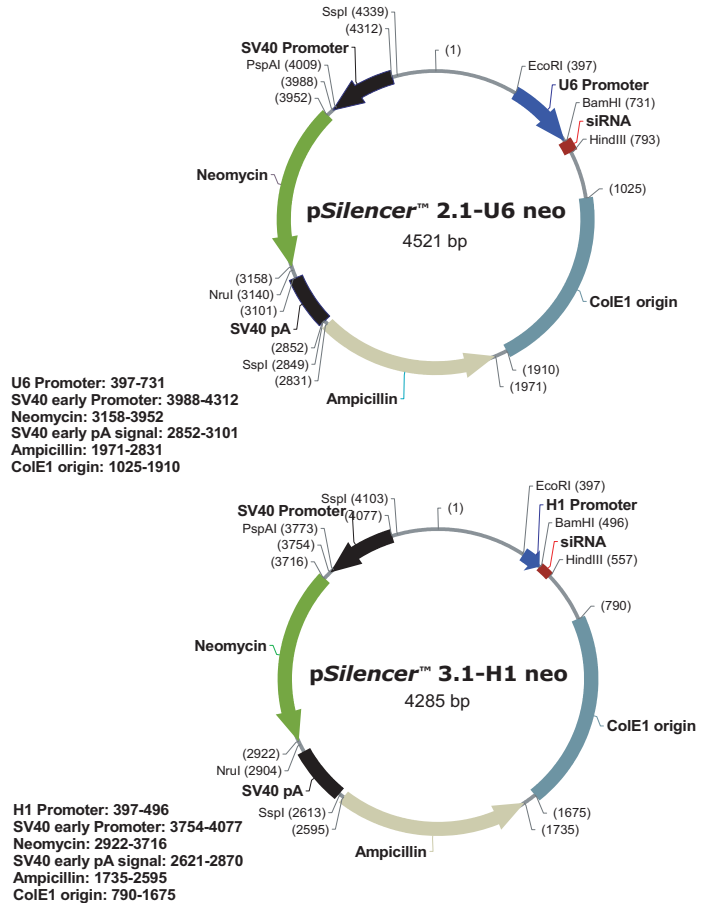 SspI (4339)
(4312)
SV40 Promoter
PspAI (4009)
(3988)
(3952)
(1)
EcoRI (397)
U6 Promoter
BamHI (731)
siRNA
HindIII (793)
Neomycin
(1025)
pSilencer™ 2.1-U6 neo
4521 bp
(3158)
NruI (3140)
(3101)
SV40 pA
(2852)
SspI (2849)
(2831)
ColE1 origin
(1910)
(1971)
Ampicillin
U6 Promoter: 397-731
SV40 early Promoter: 3988-4312
Neomycin: 3158-3952
SV40 early pA signal: 2852-3101
Ampicillin: 1971-2831
ColE1 origin: 1025-1910
SspI (4103)
SV40 Promoter
(4077)
PspAI (3773)
(3754)
(3716)
(1)
EcoRI (397)
H1 Promoter
BamHI (496)
siRNA
HindIII (557)
(790)
Neomycin
pSilencer™ 3.1-H1 neo
4285 bp
ColE1 origin
(2922)
NruI (2904)
SV40 pA
SspI (2613)
(2595)
(1675)
(1735)
Ampicillin
H1 Promoter: 397-496
SV40 early Promoter: 3754-4077
Neomycin: 2922-3716
SV40 early pA signal: 2621-2870
Ampicillin: 1735-2595
ColE1 origin: 790-1675